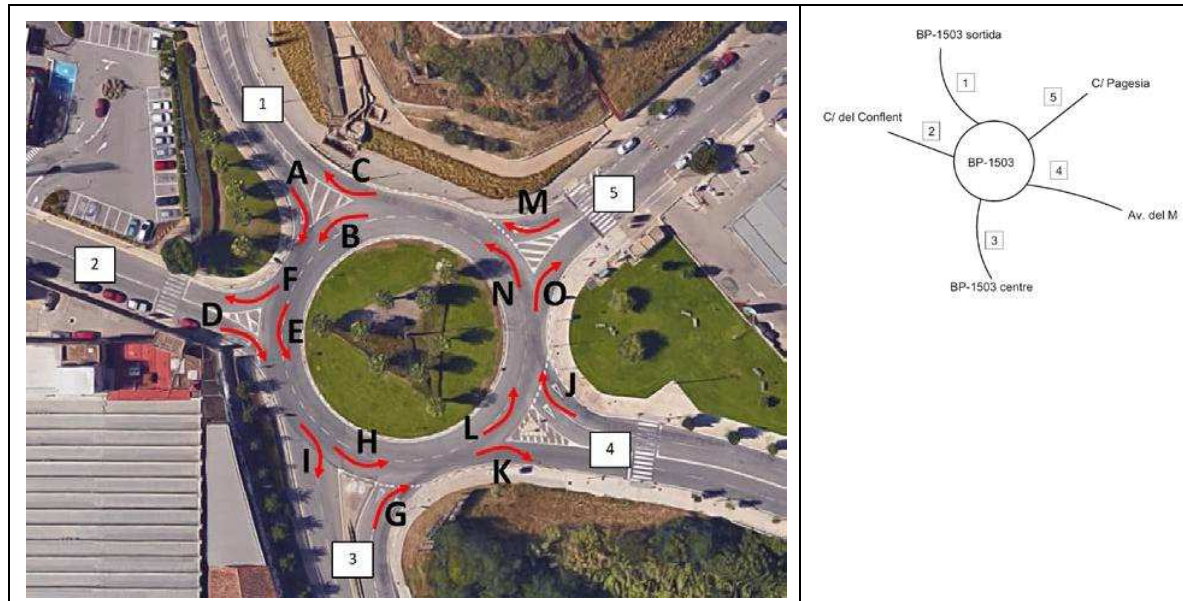 1
C
A
M
5
B
2
F
N
O
D
E
J
L
H
4
I
K
G
3
BP-1503 sortida
1
5
C/ Pagesia
C/ del Conflent
2
BP-1503
4
Av. del M
3
BP-1503 centre